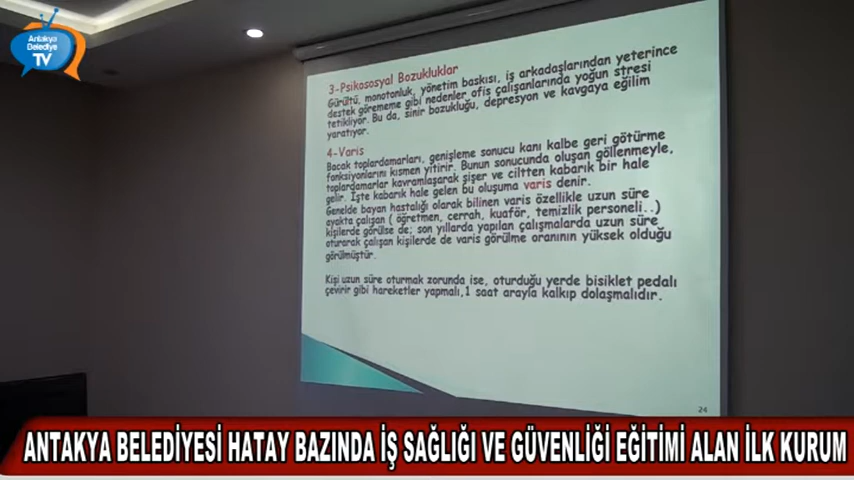 Antakya
Belediye
TV
3-Psikososyal Bozukluklar
Gürültü, monotonluk, yönetim baskısı, iş arkadaşlarından yeterince
destek görememe gibi nedenler ofis çalışanlarında yoğun stresi
tetikliyor. Bu da, sinir bozukluğu, depresyon ve kavgaya eğilim
yaratıyor.
4-Varis
Bacak toplardamarları, genişleme sonucu kanı kalbe geri götürme
fonksiyonlarını kısmen yitirir. Bunun sonucunda oluşan göllenmeyle,
toplardamarlar kavramlaşarak şişer ve ciltten kabarık bir hale
gelir. İşte kabarık hale gelen bu oluşuma varis denir.
Genelde bayan hastalığı olarak bilinen varis özellikle uzun süre
ayakta çalışan ( öğretmen, cerrah, kuaför, temizlik personeli..)
kişilerde görülse de; son yıllarda yapılan çalışmalarda uzun süre
oturarak çalışan kişilerde de varis görülme oranının yüksek olduğu
görülmüştür.
Kişi uzun süre oturmak zorunda ise, oturduğu yerde bisiklet pedalı
çevirir gibi hareketler yapmalı,1 saat arayla kalkıp dolaşmalıdır.
24
ANTAKYA BELEDİYESİ HATAY BAZINDA İŞ SAĞLIĞI VE GÜVENLİĞİ EĞİTİMİ ALAN İLK KURUM